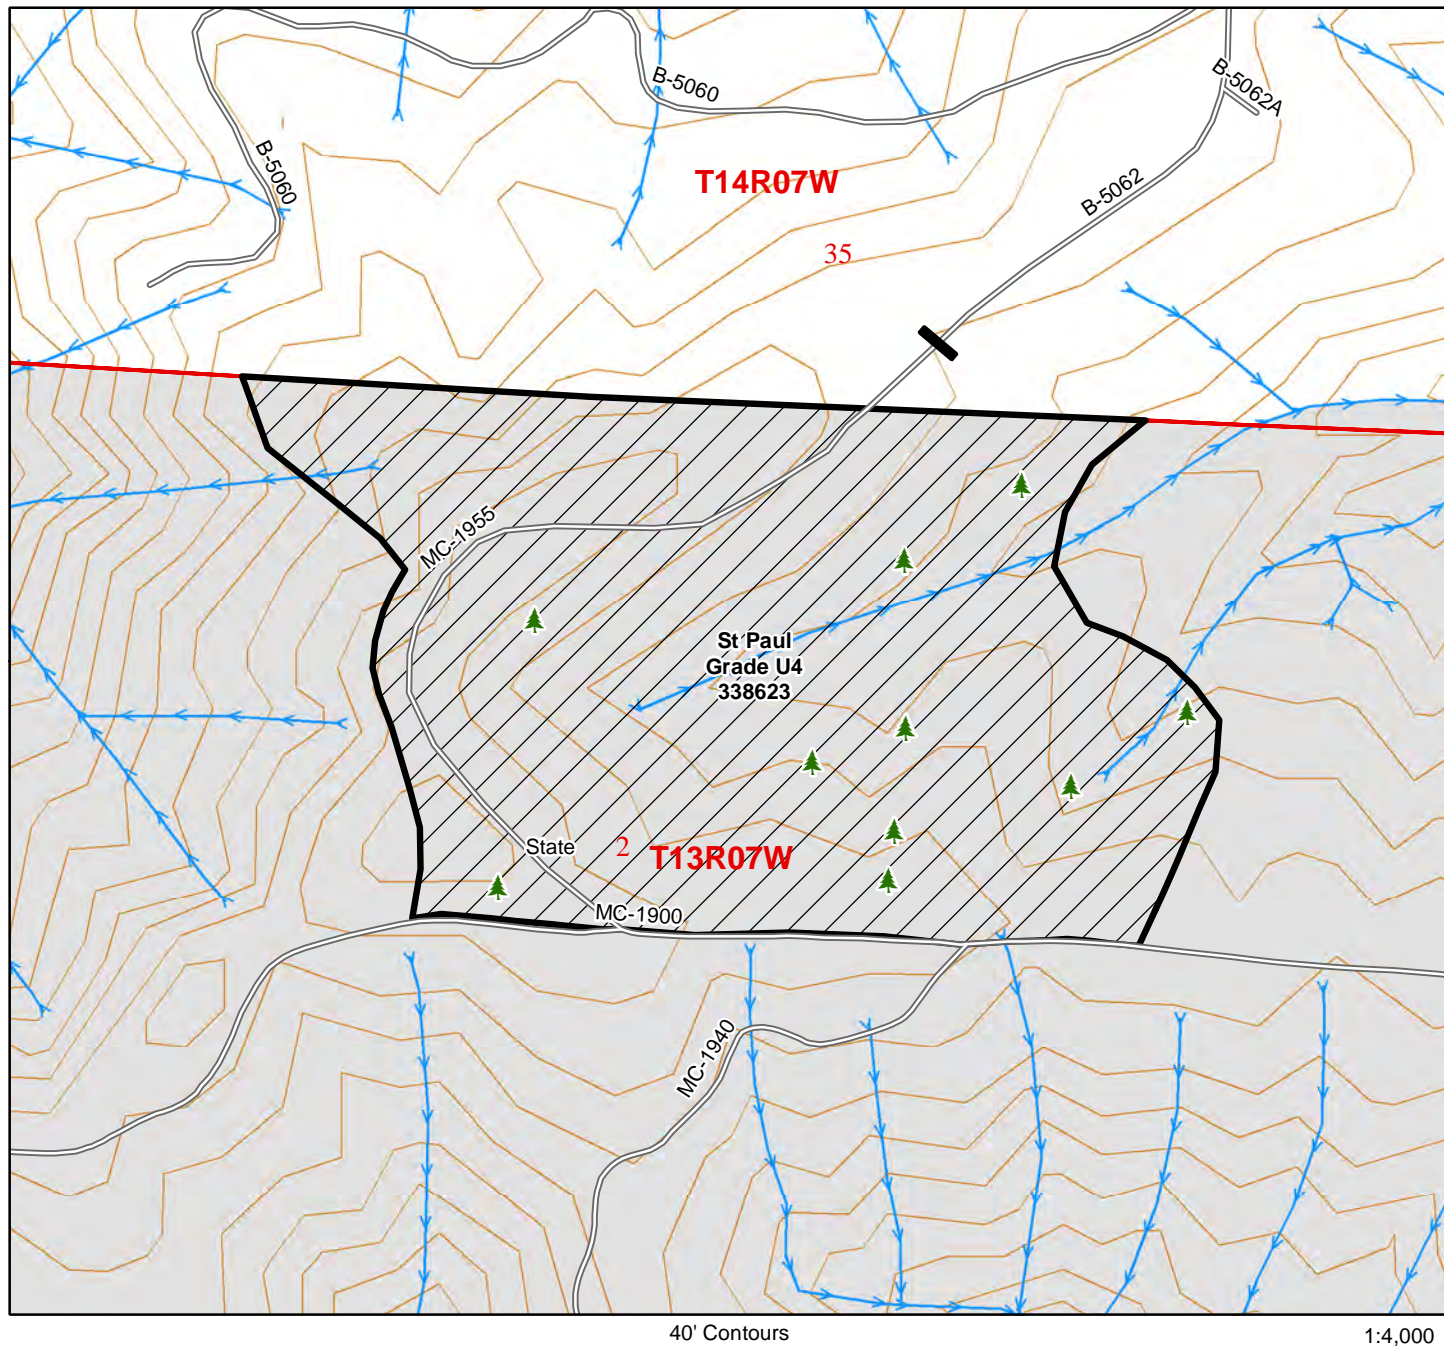 B-5060
B-5062A
B-5060
T14R07W
B-5062
35
MC-1955
St Paul
Grade U4
338623
State
2
T13R07W
MC-1900
MC-1940
40' Contours
1:4,000